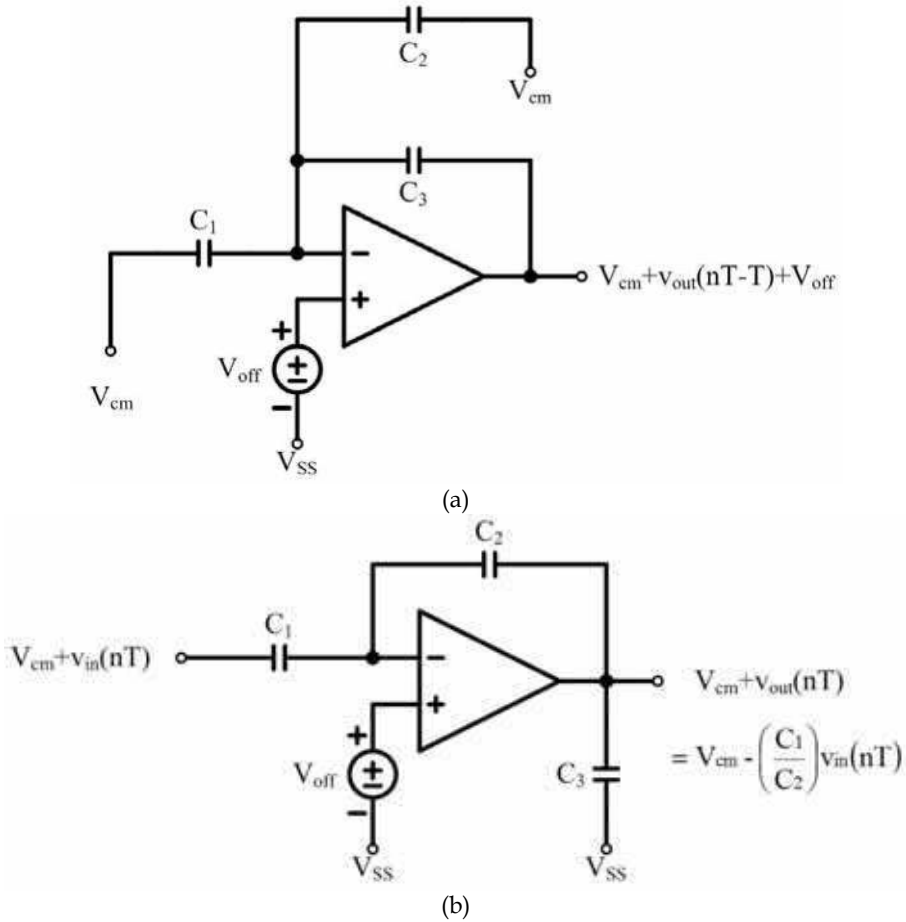 C2
Vcm
C3
C1
−
+
Vcm+vout(nT-T)+Voff
+
Voff
+
−
−
Vcm
VSS
(a)
C2
C1
Vcm+vin(nT)
−
Vcm+vout(nT)
+
+
Voff
+
−
−
C3
= Vcm - (C1/C2)vin(nT)
VSS
VSS
(b)